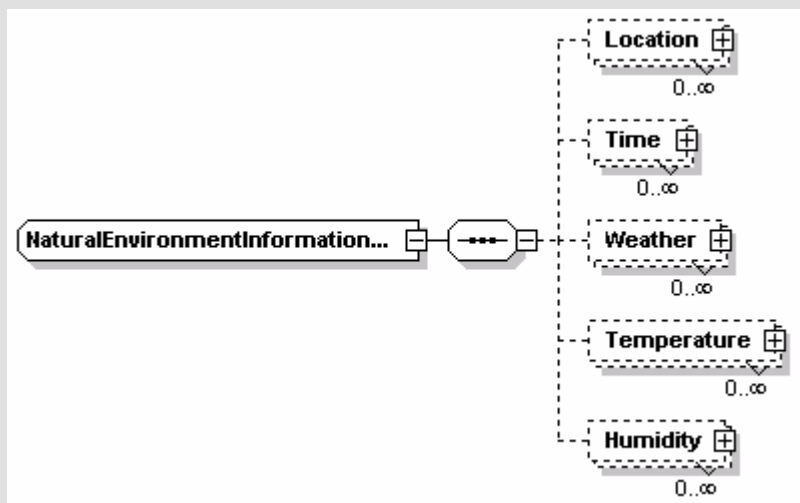 Location
0..∞
Time
0..∞
NaturalEnvironmentInformation...
Weather
0..∞
Temperature
0..∞
Humidity
0..∞